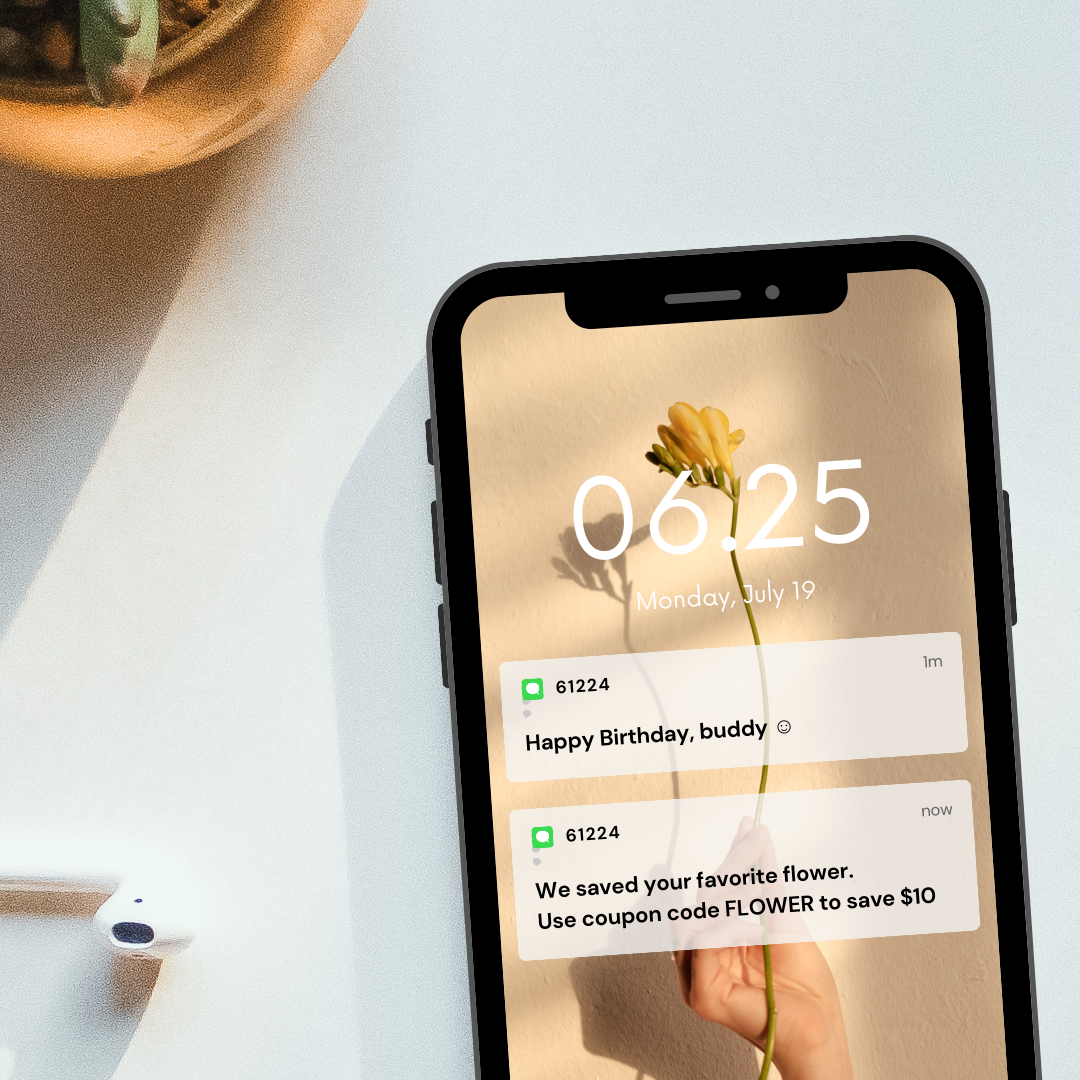 06.25
Monday, July 19
61224
1m
Happy Birthday, buddy ☺
61224
now
We saved your favorite flower.
Use coupon code FLOWER to save $10